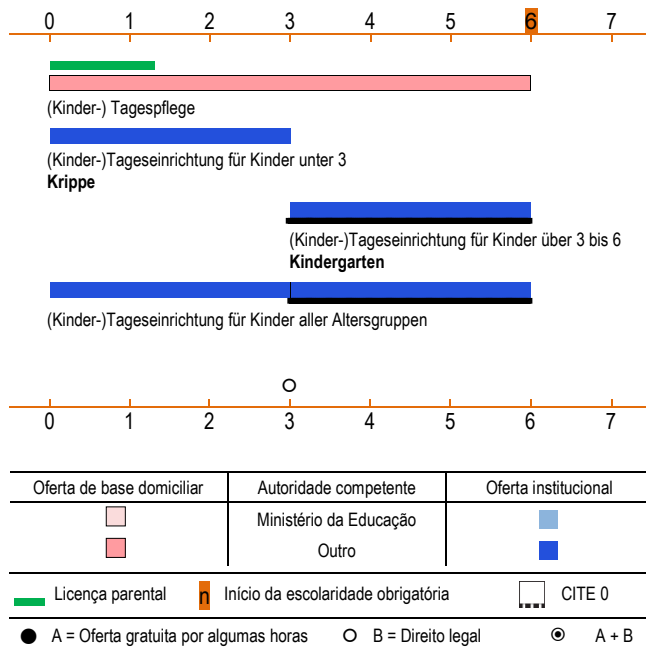 0 1 2 3 4 5 6 7
(Kinder-) Tagespflege
(Kinder-)Tageseinrichtung für Kinder unter 3
Krippe
(Kinder-)Tageseinrichtung für Kinder über 3 bis 6
Kindergarten
(Kinder-)Tageseinrichtung für Kinder aller Altersgruppen
0 1 2 3 4 5 6 7
Oferta de base domiciliar Autoridade competente Oferta institucional
Ministério da Educação
Outro
Licença parental n Início da escolaridade obrigatória CITE 0
A = Oferta gratuita por algumas horas B = Direito legal A + B